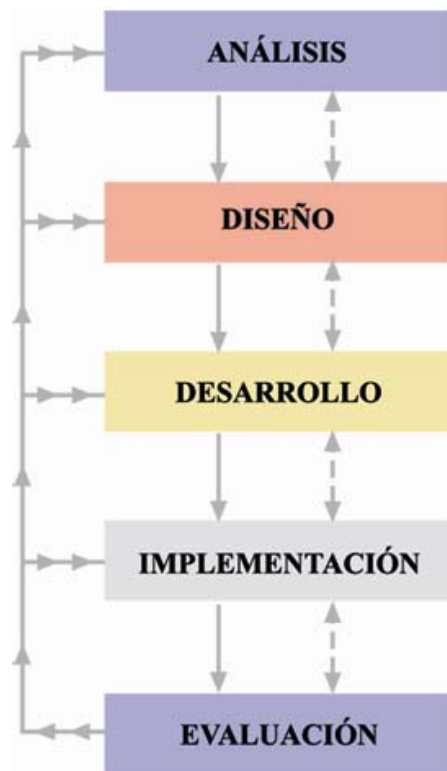 ANÁLISIS
DISEÑO
DESARROLLO
IMPLEMENTACIÓN
EVALUACIÓN